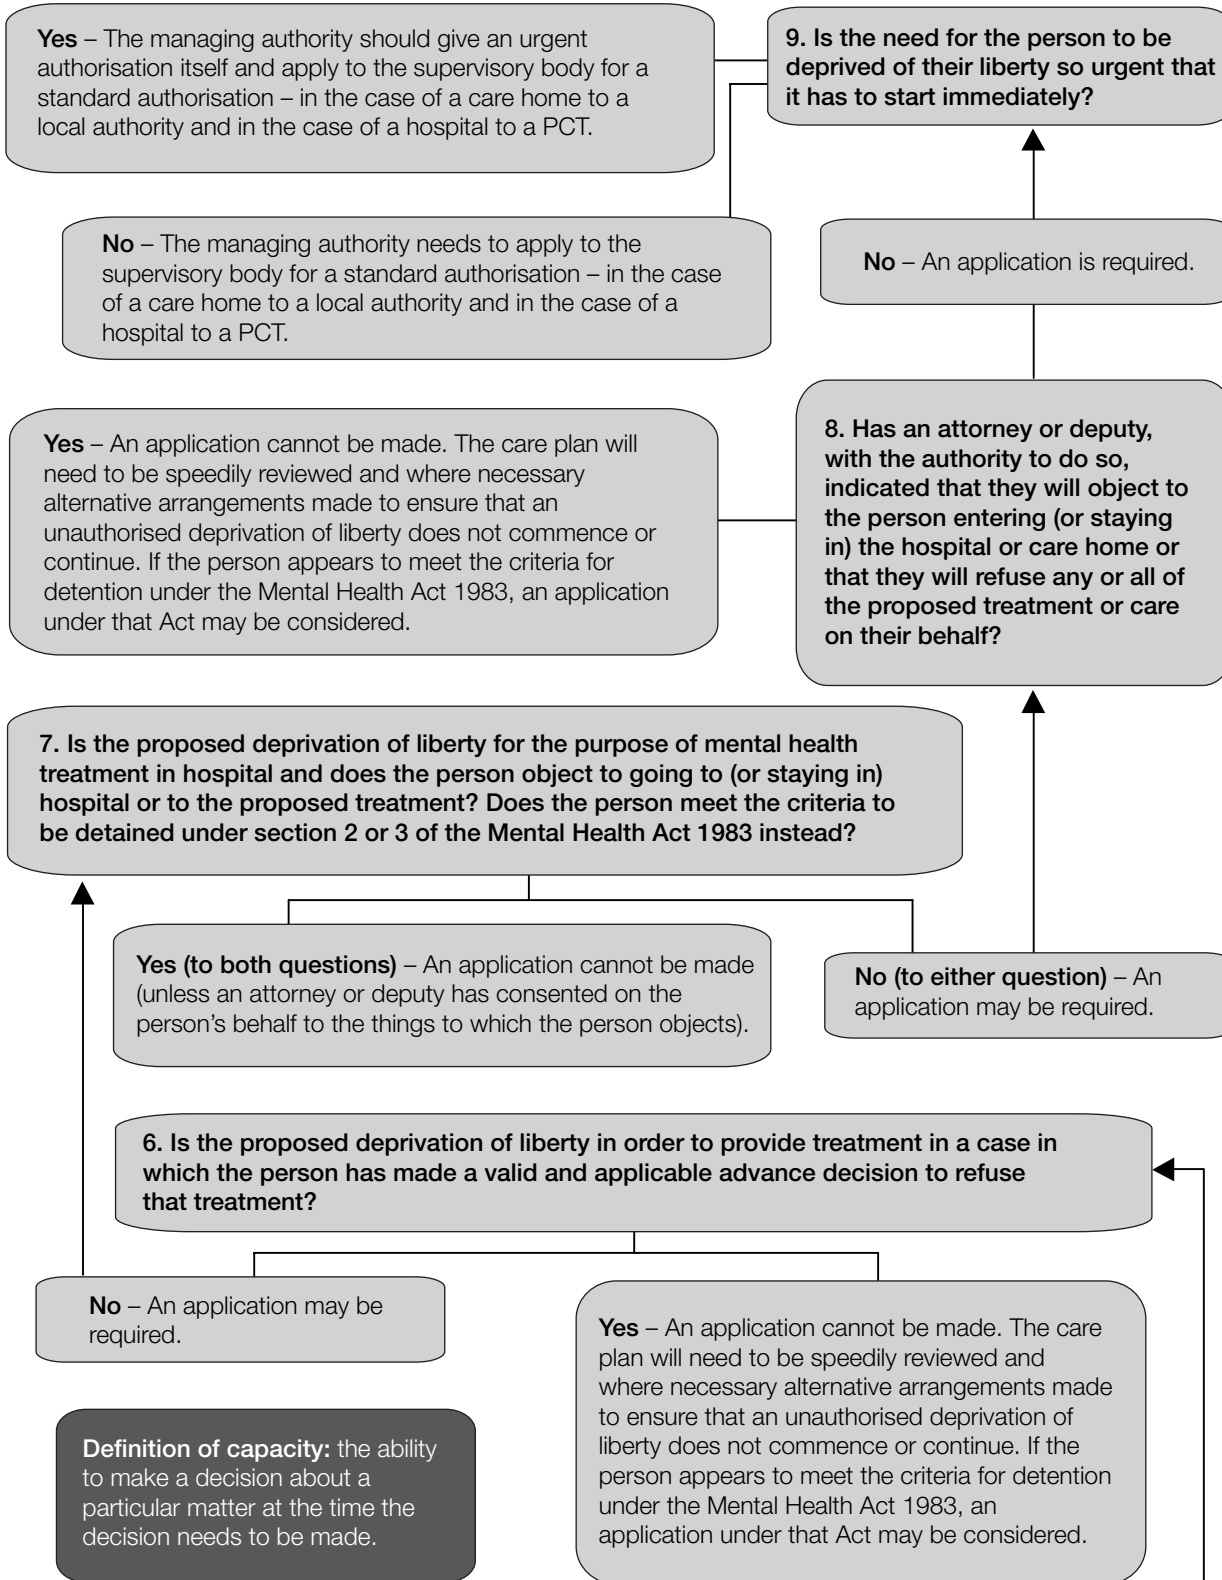 Yes – The managing authority should give an urgent
authorisation itself and apply to the supervisory body for a
standard authorisation – in the case of a care home to a
local authority and in the case of a hospital to a PCT.
9. Is the need for the person to be
deprived of their liberty so urgent that
it has to start immediately?
No – The managing authority needs to apply to the
supervisory body for a standard authorisation – in the case
of a care home to a local authority and in the case of a
hospital to a PCT.
No – An application is required.
Yes – An application cannot be made. The care plan will
need to be speedily reviewed and where necessary
alternative arrangements made to ensure that an
unauthorised deprivation of liberty does not commence or
continue. If the person appears to meet the criteria for
detention under the Mental Health Act 1983, an application
under that Act may be considered.
8. Has an attorney or deputy,
with the authority to do so,
indicated that they will object to
the person entering (or staying
in) the hospital or care home or
that they will refuse any or all of
the proposed treatment or care
on their behalf?
7. Is the proposed deprivation of liberty for the purpose of mental health
treatment in hospital and does the person object to going to (or staying in)
hospital or to the proposed treatment? Does the person meet the criteria to
be detained under section 2 or 3 of the Mental Health Act 1983 instead?
Yes (to both questions) – An application cannot be made
(unless an attorney or deputy has consented on the
person's behalf to the things to which the person objects).
No (to either question) – An
application may be required.
6. Is the proposed deprivation of liberty in order to provide treatment in a case in
which the person has made a valid and applicable advance decision to refuse
that treatment?
No – An application may be
required.
Yes – An application cannot be made. The care
plan will need to be speedily reviewed and
where necessary alternative arrangements made
to ensure that an unauthorised deprivation of
liberty does not commence or continue. If the
person appears to meet the criteria for detention
under the Mental Health Act 1983, an
application under that Act may be considered.
Definition of capacity: the ability
to make a decision about a
particular matter at the time the
decision needs to be made.